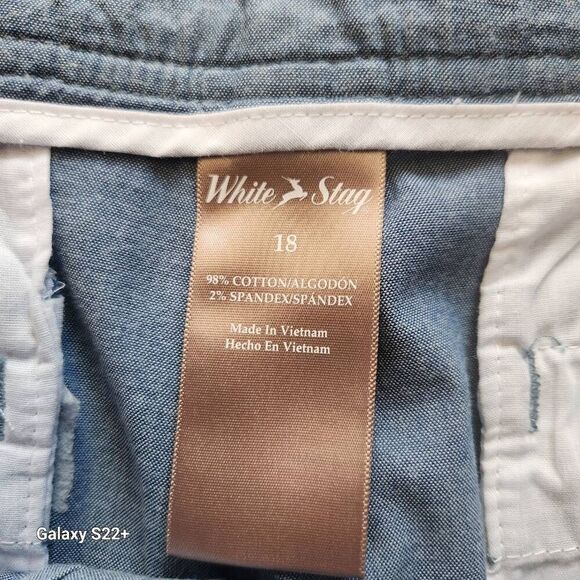 White Stag
18
98% COTTON/ALGODÓN
2% SPANDEX/SPÁNDEX
Made In Vietnam
Hecho En Vietnam
Galaxy S22+